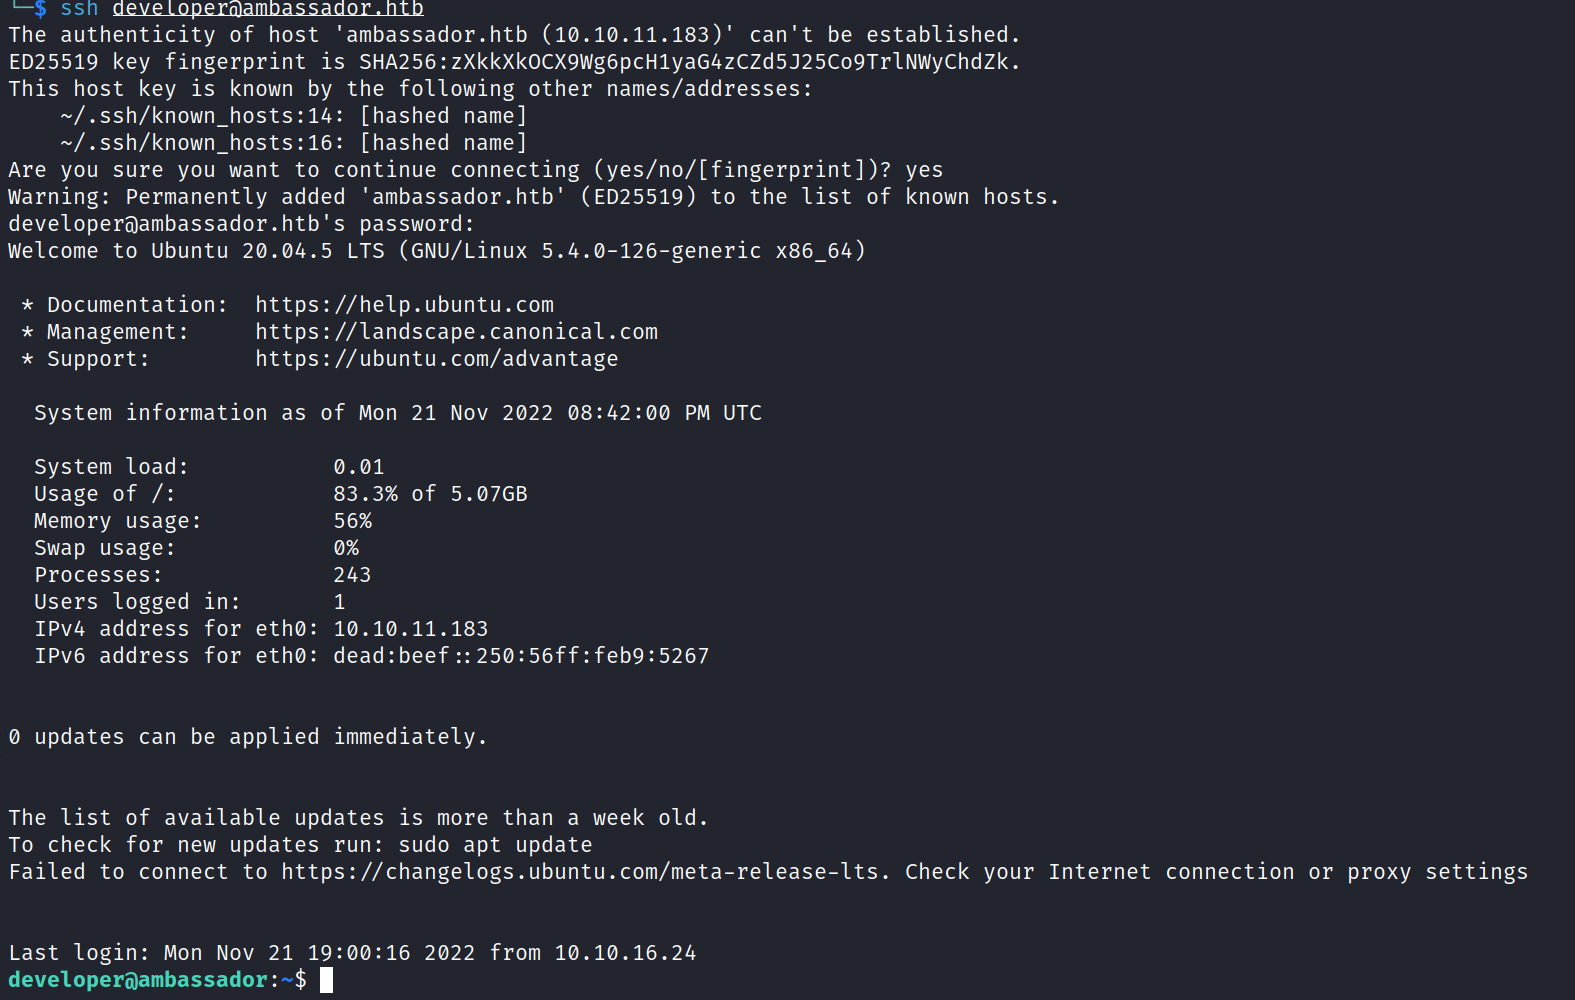 └─$ ssh developer@ambassador.htb
The authenticity of host 'ambassador.htb (10.10.11.183)' can't be established.
ED25519 key fingerprint is SHA256:zXkkXkOCX9Wg6pcH1yaG4zCZd5J25Co9TrlNWyChdZk.
This host key is known by the following other names/addresses:
    ~/.ssh/known_hosts:14: [hashed name]
    ~/.ssh/known_hosts:16: [hashed name]
Are you sure you want to continue connecting (yes/no/[fingerprint])? yes
Warning: Permanently added 'ambassador.htb' (ED25519) to the list of known hosts.
developer@ambassador.htb's password:
Welcome to Ubuntu 20.04.5 LTS (GNU/Linux 5.4.0-126-generic x86_64)
 * Documentation:  https://help.ubuntu.com
 * Management:     https://landscape.canonical.com
 * Support:        https://ubuntu.com/advantage
  System information as of Mon 21 Nov 2022 08:42:00 PM UTC
  System load:           0.01
  Usage of /:            83.3% of 5.07GB
  Memory usage:          56%
  Swap usage:            0%
  Processes:             243
  Users logged in:       1
  IPv4 address for eth0: 10.10.11.183
  IPv6 address for eth0: dead:beef::250:56ff:feb9:5267
0 updates can be applied immediately.
The list of available updates is more than a week old.
To check for new updates run: sudo apt update
Failed to connect to https://changelogs.ubuntu.com/meta-release-lts. Check your Internet connection or proxy settings
Last login: Mon Nov 21 19:00:16 2022 from 10.10.16.24
developer@ambassador:~$